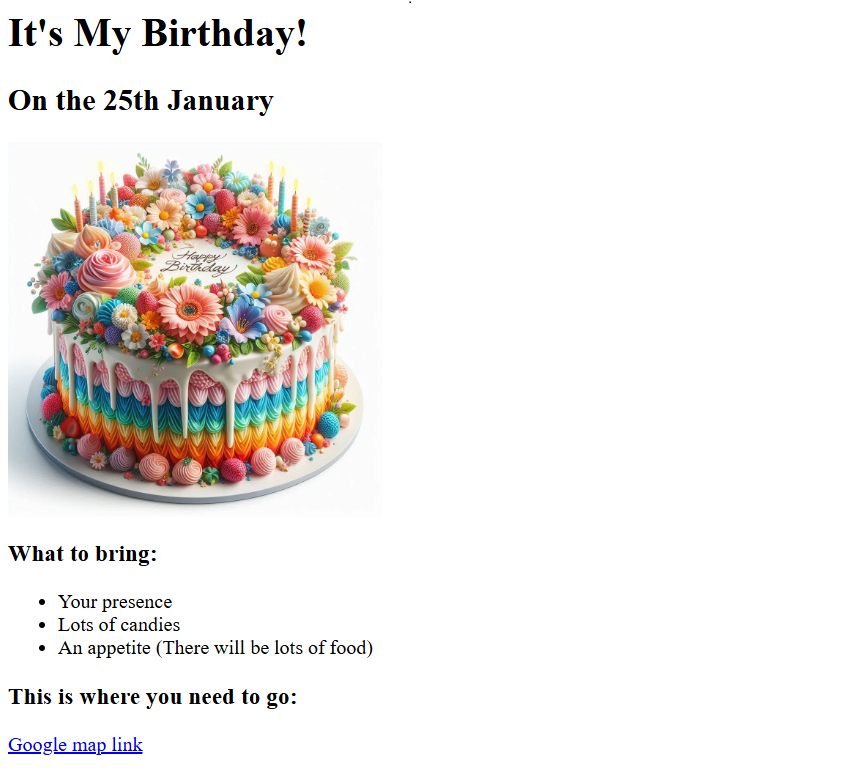 It's My Birthday!
On the 25th January
Happy
Birthday
What to bring:
Your presence
Lots of candies
An appetite (There will be lots of food)
This is where you need to go:
Google map link